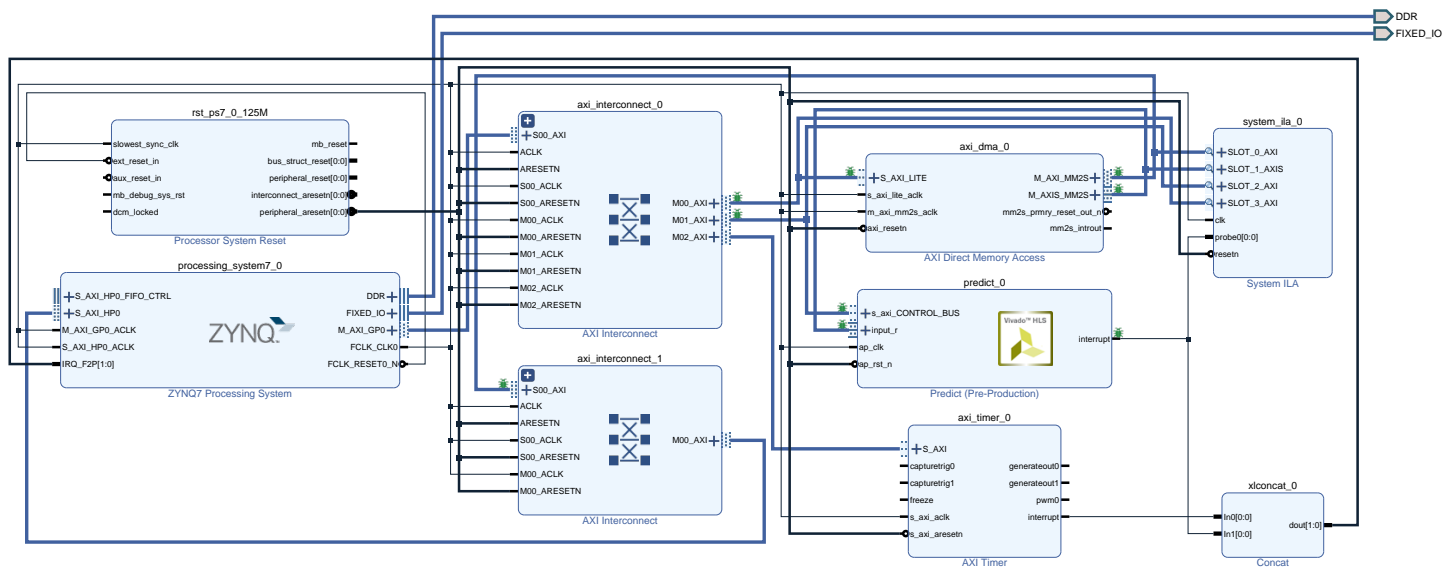 DDR
FIXED_IO
rst_ps7_0_125M
slowest_sync_clk
mb_reset
ext_reset_in
bus_struct_reset[0:0]
aux_reset_in
peripheral_reset[0:0]
mb_debug_sys_rst
interconnect_aresetn[0:0]
dcm_locked
peripheral_aresetn[0:0]
Processor System Reset
processing_system7_0
S_AXI_HP0_FIFO_CTRL
DDR
S_AXI_HP0
FIXED_IO
M_AXI_GP0_ACLK
M_AXI_GP0
S_AXI_HP0_ACLK
FCLK_CLK0
IRQ_F2P[1:0]
FCLK_RESET0_N
ZYNQ
ZYNQ7 Processing System
axi_interconnect_0
S00_AXI
ACLK
ARESETN
S00_ACLK
S00_ARESETN
M00_ACLK
M00_ARESETN
M01_ACLK
M01_ARESETN
M02_ACLK
M02_ARESETN
M00_AXI
M01_AXI
M02_AXI
AXI Interconnect
axi_interconnect_1
S00_AXI
ACLK
ARESETN
S00_ACLK
S00_ARESETN
M00_ACLK
M00_ARESETN
M00_AXI
AXI Interconnect
axi_dma_0
S_AXI_LITE
M_AXI_MM2S
s_axi_lite_aclk
M_AXIS_MM2S
m_axi_mm2s_aclk
mm2s_prmry_reset_out_n
axi_resetn
mm2s_introut
AXI Direct Memory Access
predict_0
s_axi_CONTROL_BUS
input_r
ap_clk
ap_rst_n
Vivado™ HLS
interrupt
Predict (Pre-Production)
axi_timer_0
S_AXI
capturetrig0
generateout0
capturetrig1
generateout1
freeze
pwm0
s_axi_aclk
interrupt
s_axi_aresetn
AXI Timer
system_ila_0
SLOT_0_AXI
SLOT_1_AXIS
SLOT_2_AXI
SLOT_3_AXI
clk
probe0[0:0]
resetn
System ILA
xlconcat_0
In0[0:0]
In1[0:0]
dout[1:0]
Concat